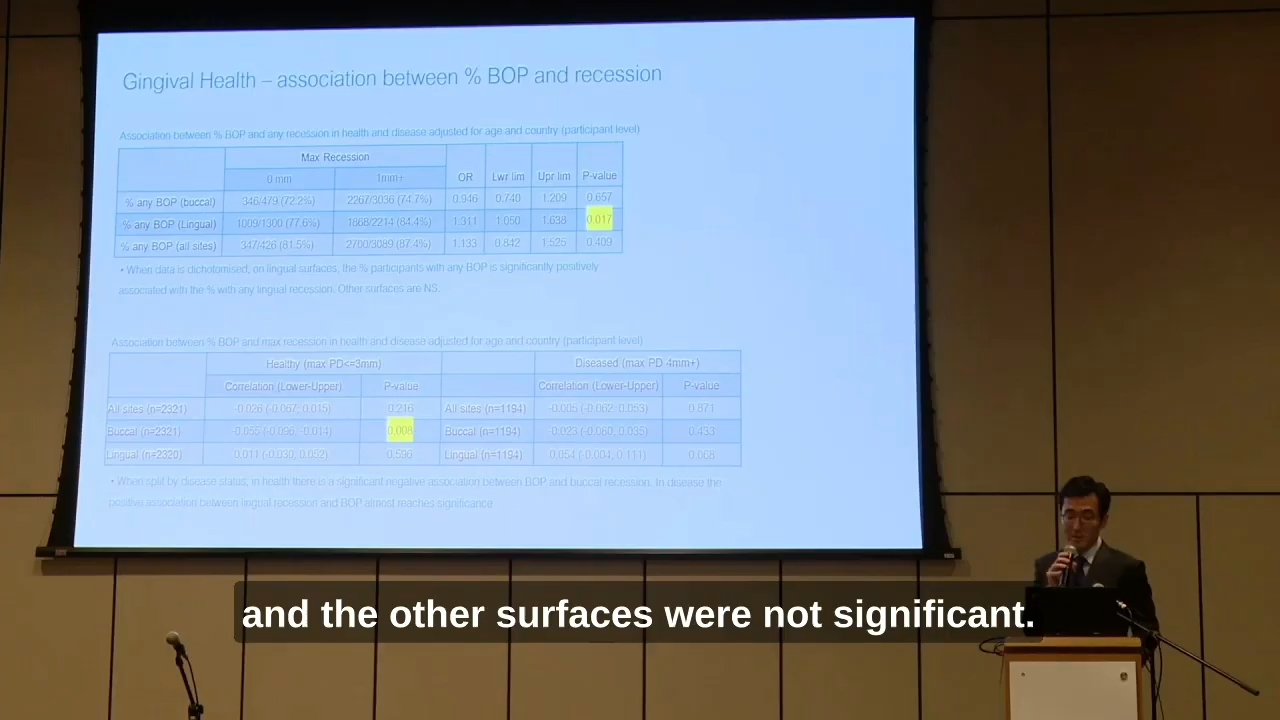 Gingival Health – association between % BOP and recession
Association between % BOP and any recession in health and disease adjusted for age and country (participant level)
Max Recession
0 mm 1mm+ OR Lwr lim Upr lim P-value
% any BOP (buccal) 346/479 (72.2%) 2267/3036 (74.7%) 0.946 0.740 1.209 0.657
% any BOP (Lingual) 1009/1300 (77.6%) 1868/2214 (84.4%) 1.311 1.050 1.638 0.017
% any BOP (all sites) 347/426 (81.5%) 2700/3089 (87.4%) 1.133 0.842 1.525 0.409
• When data is dichotomised, on lingual surfaces, the % participants with any BOP is significantly positively
associated with the % with any lingual recession. Other surfaces are NS.
Association between % BOP and max recession in health and disease adjusted for age and country (participant level)
Healthy (max PD<=3mm) Diseased (max PD 4mm+)
Correlation (Lower-Upper) P-value Correlation (Lower-Upper) P-value
All sites (n=2321) -0.026 (-0.067, 0.015) 0.216 All sites (n=1194) -0.005 (-0.062, 0.053) 0.871
Buccal (n=2321) -0.055 (-0.096, -0.014) 0.008 Buccal (n=1194) -0.023 (-0.080, 0.035) 0.433
Lingual (n=2320) 0.011 (-0.030, 0.052) 0.596 Lingual (n=1194) 0.054 (-0.004, 0.111) 0.068
• When split by disease status, in health there is a significant negative association between BOP and buccal recession. In disease the
positive association between lingual recession and BOP almost reaches significance
and the other surfaces were not significant.